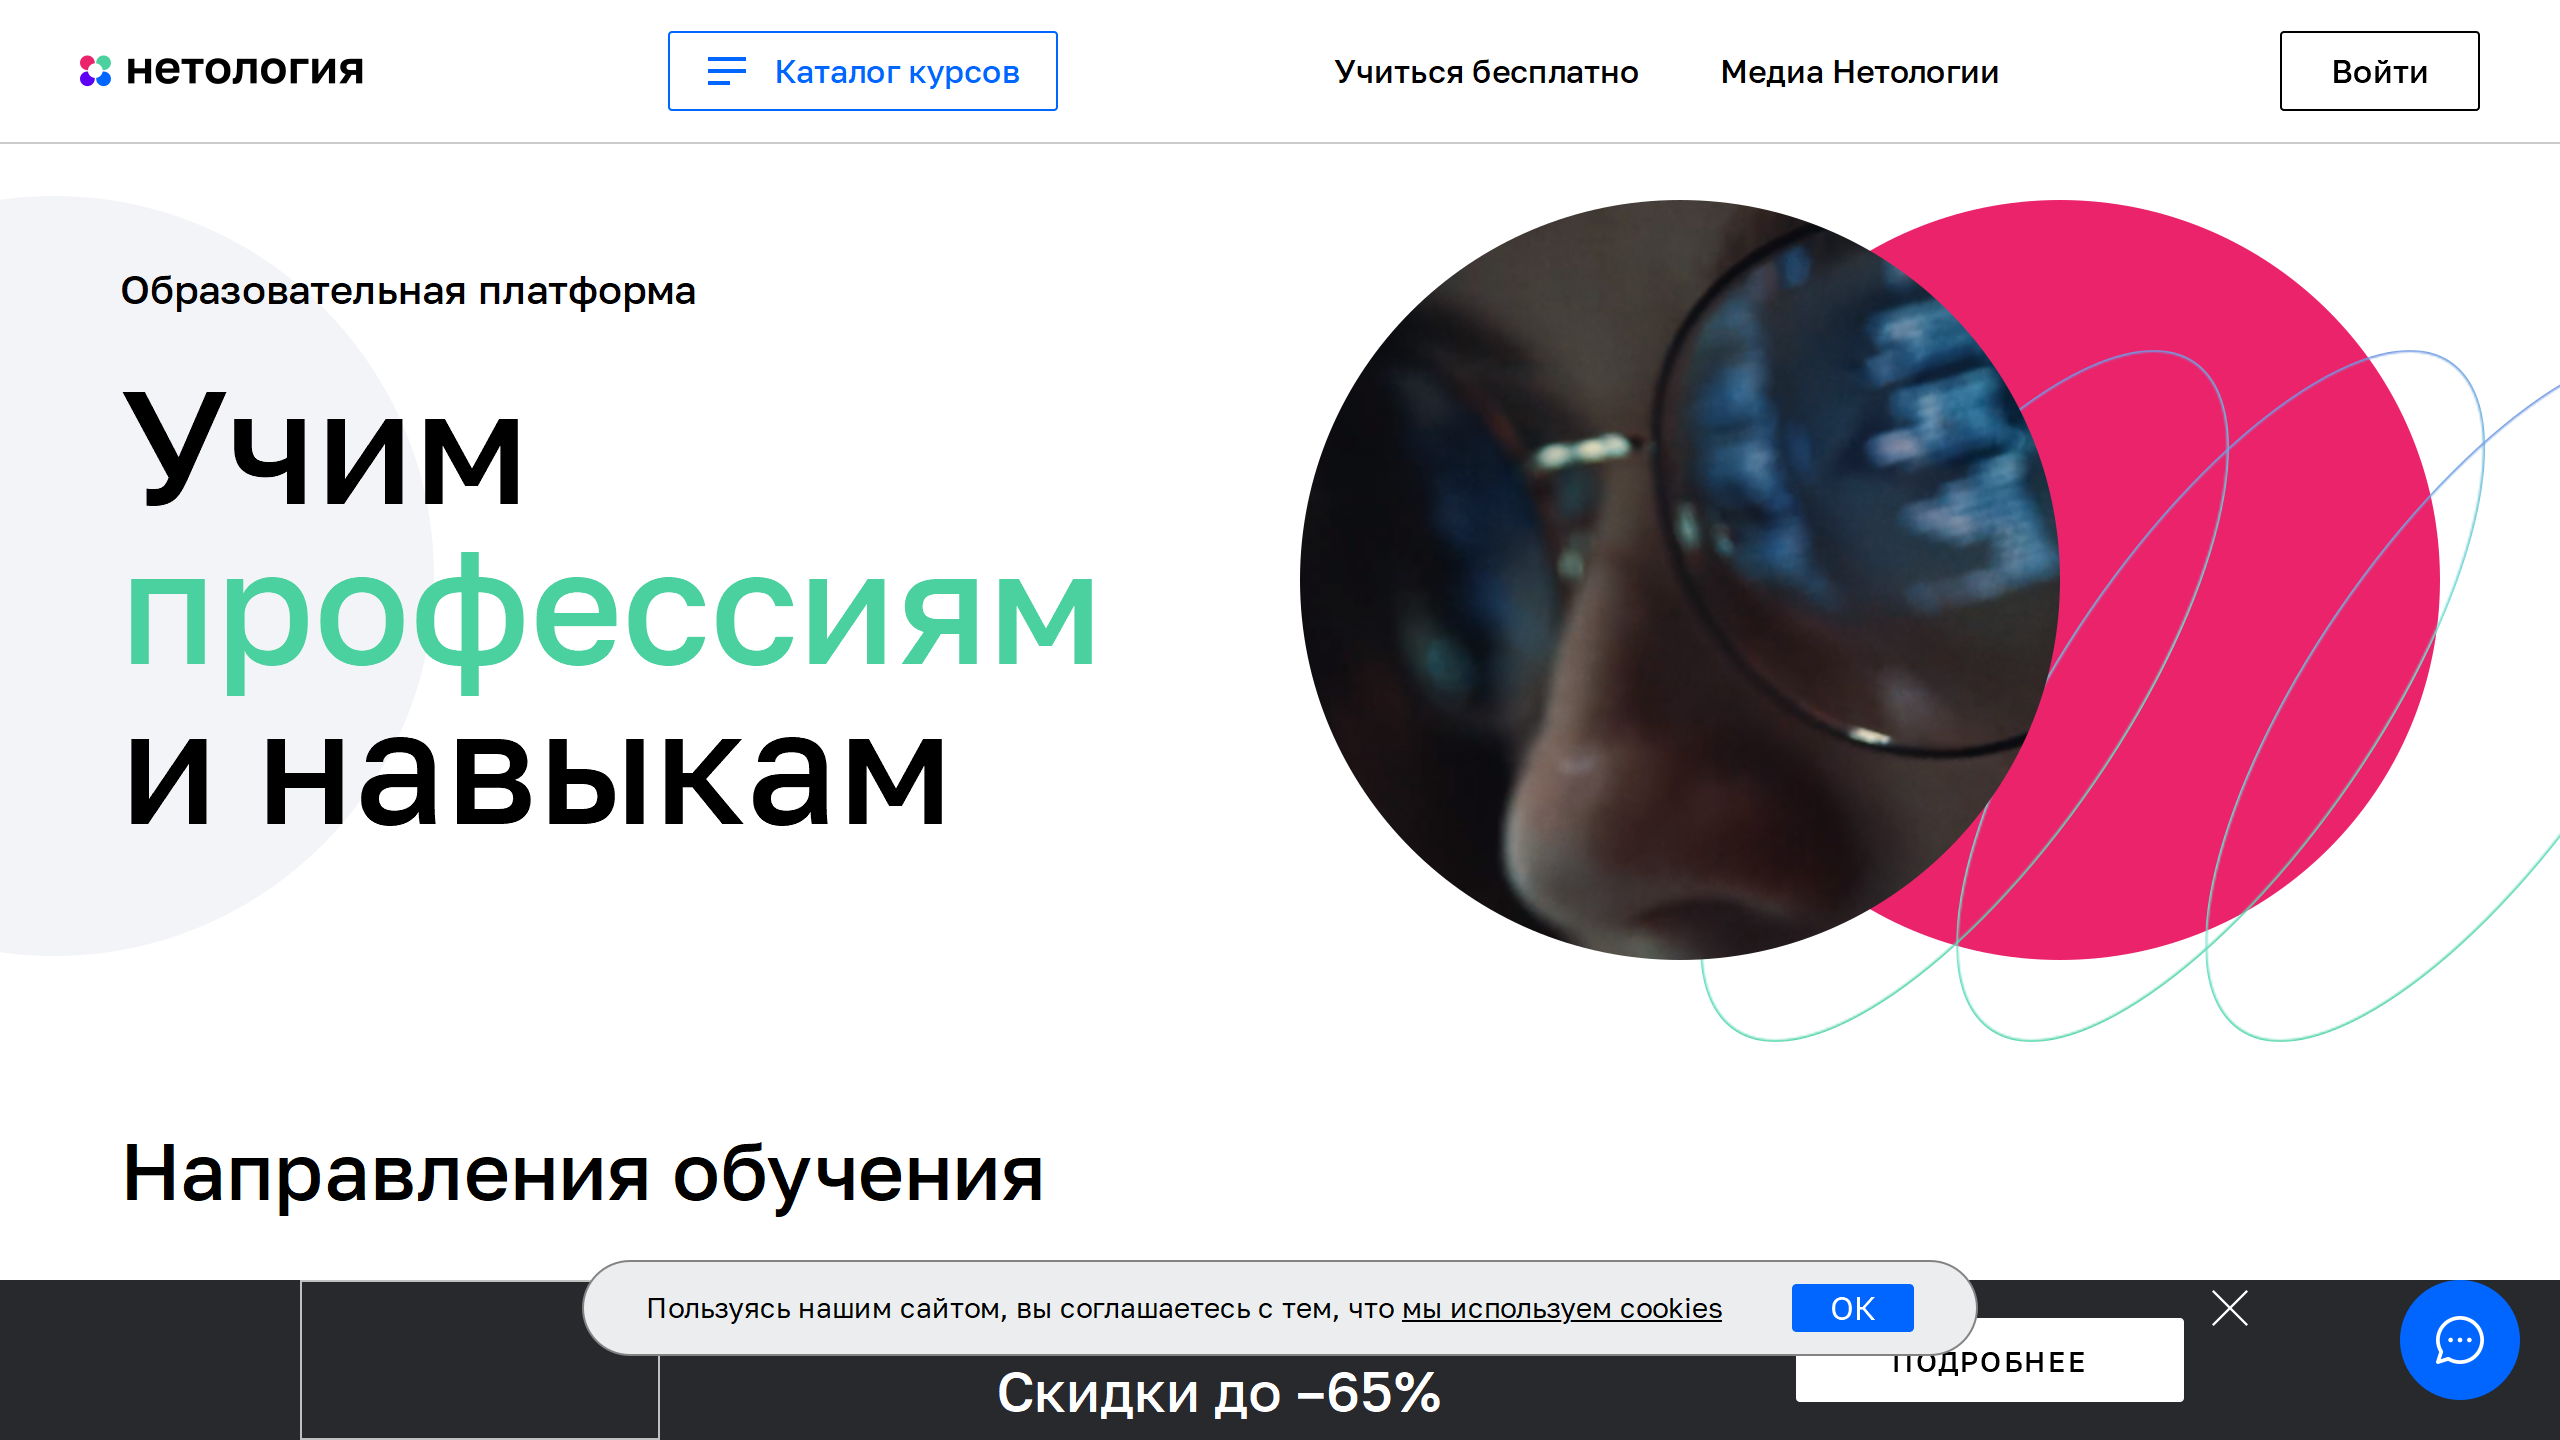 нетология
Каталог курсов
Учиться бесплатно
Медиа Нетологии
Войти
Образовательная платформа
Учим
профессиям
и навыкам
Направления обучения
Пользуясь нашим сайтом, вы соглашаетесь с тем, что мы используем cookies
ОК
ПОДРОБНЕЕ
Скидки до –65%